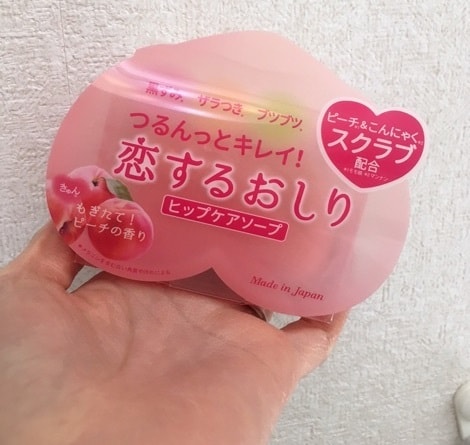 黒ずみ、ザラつき、ブツブツ、
つるんっとキレイ!
恋するおしり
ヒップケアソープ
ピーチ&こんにゃく
スクラブ
配合
きゅん
もぎたて!
ピーチの香り
Made in Japan